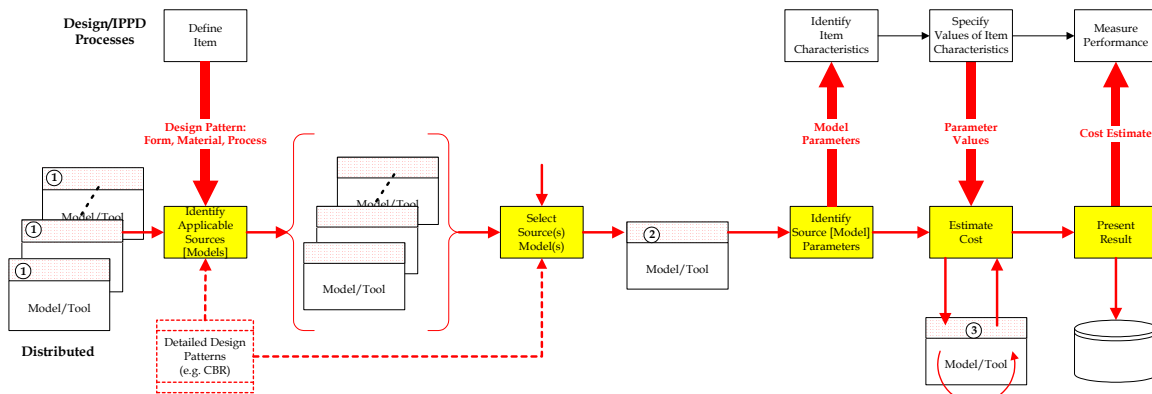 Design/IPPD
Processes
Define
Item
Identify
Item
Characteristics
Specify
Values of Item
Characteristics
Measure
Performance
Design Pattern:
Form, Material, Process
Model
Parameters
Parameter
Values
Cost Estimate
1
Model/Tool
1
1
Model/Tool
Distributed
Identify
Applicable
Sources
[Models]
Detailed Design
Patterns
(e.g. CBR)
Model/Tool
Model/Tool
Select
Source(s)
Model(s)
2
Model/Tool
Identify
Source [Model]
Parameters
Estimate
Cost
Present
Result
3
Model/Tool